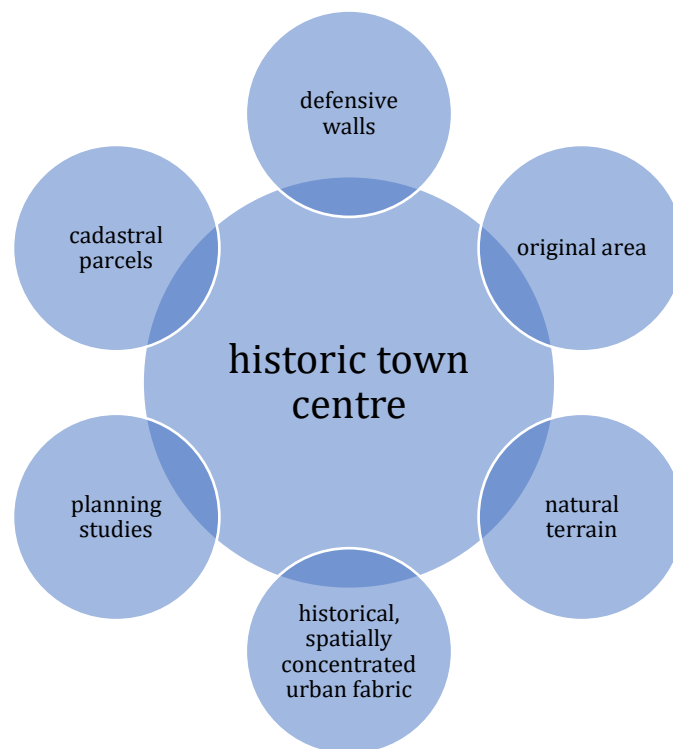 defensive
walls
cadastral
parcels
original area
historic town
centre
planning
studies
natural
terrain
historical,
spatially
concentrated
urban fabric